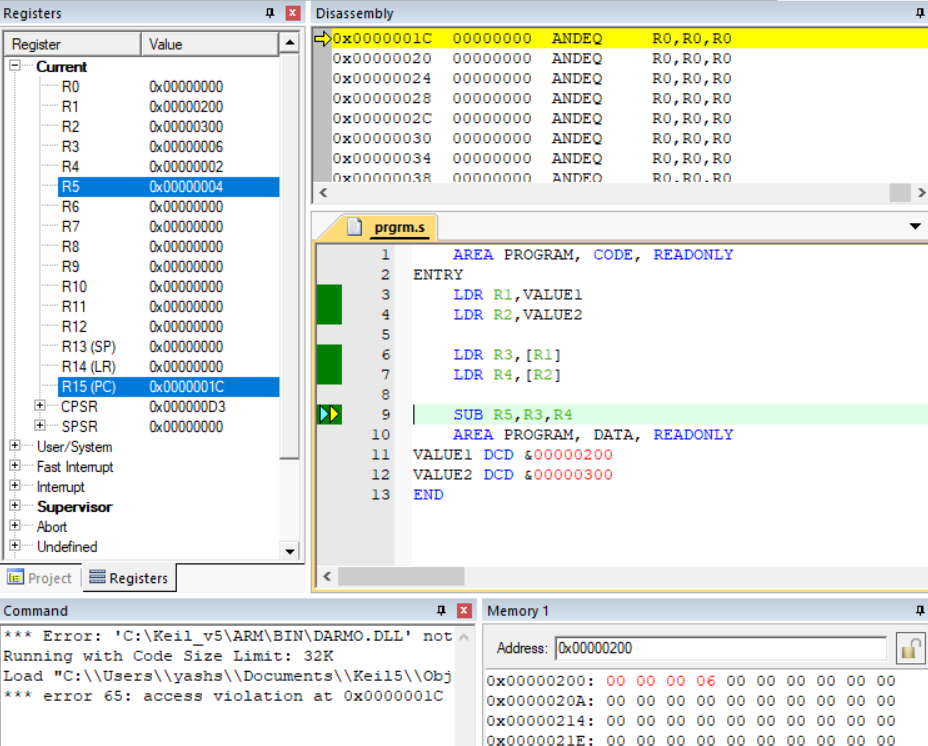 Registers
Register Value
Current
R0 0x00000000
R1 0x00000200
R2 0x00000300
R3 0x00000006
R4 0x00000002
R5 0x00000004
R6 0x00000000
R7 0x00000000
R8 0x00000000
R9 0x00000000
R10 0x00000000
R11 0x00000000
R12 0x00000000
R13 (SP) 0x00000000
R14 (LR) 0x00000000
R15 (PC) 0x0000001C
CPSR 0x000000D3
SPSR 0x00000000
User/System
Fast Interrupt
Interrupt
Supervisor
Abort
Undefined
Project Registers
Disassembly
0x0000001C 00000000 ANDEQ R0,R0,R0
0x00000020 00000000 ANDEQ R0,R0,R0
0x00000024 00000000 ANDEQ R0,R0,R0
0x00000028 00000000 ANDEQ R0,R0,R0
0x0000002C 00000000 ANDEQ R0,R0,R0
0x00000030 00000000 ANDEQ R0,R0,R0
0x00000034 00000000 ANDEQ R0,R0,R0
0x00000038 00000000 ANDEQ R0,R0,R0
prgrm.s
1 AREA PROGRAM, CODE, READONLY
2 ENTRY
3 LDR R1,VALUE1
4 LDR R2,VALUE2
5
6 LDR R3,[R1]
7 LDR R4,[R2]
8
9 SUB R5,R3,R4
10 AREA PROGRAM, DATA, READONLY
11 VALUE1 DCD &00000200
12 VALUE2 DCD &00000300
13 END
Command
*** Error: 'C:\Keil_v5\ARM\BIN\DARMO.DLL' not
Running with Code Size Limit: 32K
Load "C:\\Users\\yashs\\Documents\\Keil5\\Obj
*** error 65: access violation at 0x0000001C
Memory 1
Address: 0x00000200
0x00000200: 00 00 00 06 00 00 00 00 00 00
0x0000020A: 00 00 00 00 00 00 00 00 00 00
0x00000214: 00 00 00 00 00 00 00 00 00 00
0x0000021E: 00 00 00 00 00 00 00 00 00 00